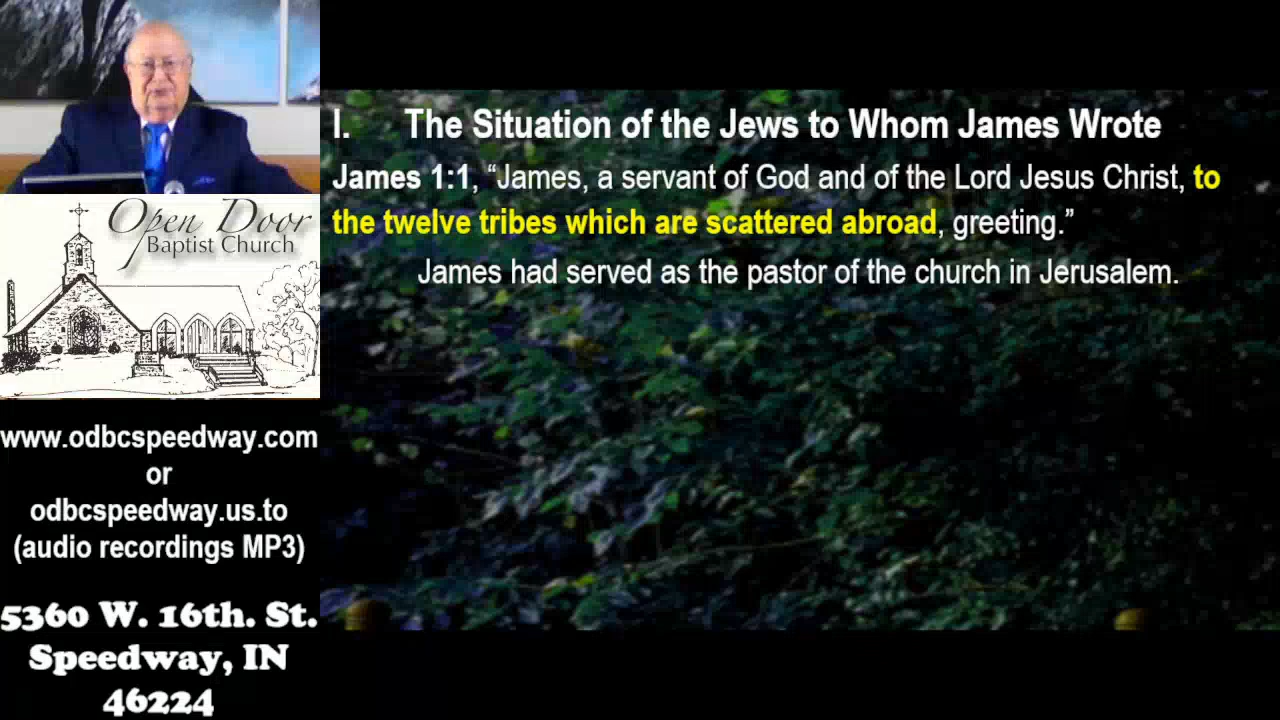 Open Door
Baptist Church
www.odbcspeedway.com
or
odbcspeedway.us.to
(audio recordings MP3)
5360 W. 16th. St.
Speedway, IN
46224
I. The Situation of the Jews to Whom James Wrote
James 1:1, “James, a servant of God and of the Lord Jesus Christ, to
the twelve tribes which are scattered abroad, greeting.”
James had served as the pastor of the church in Jerusalem.